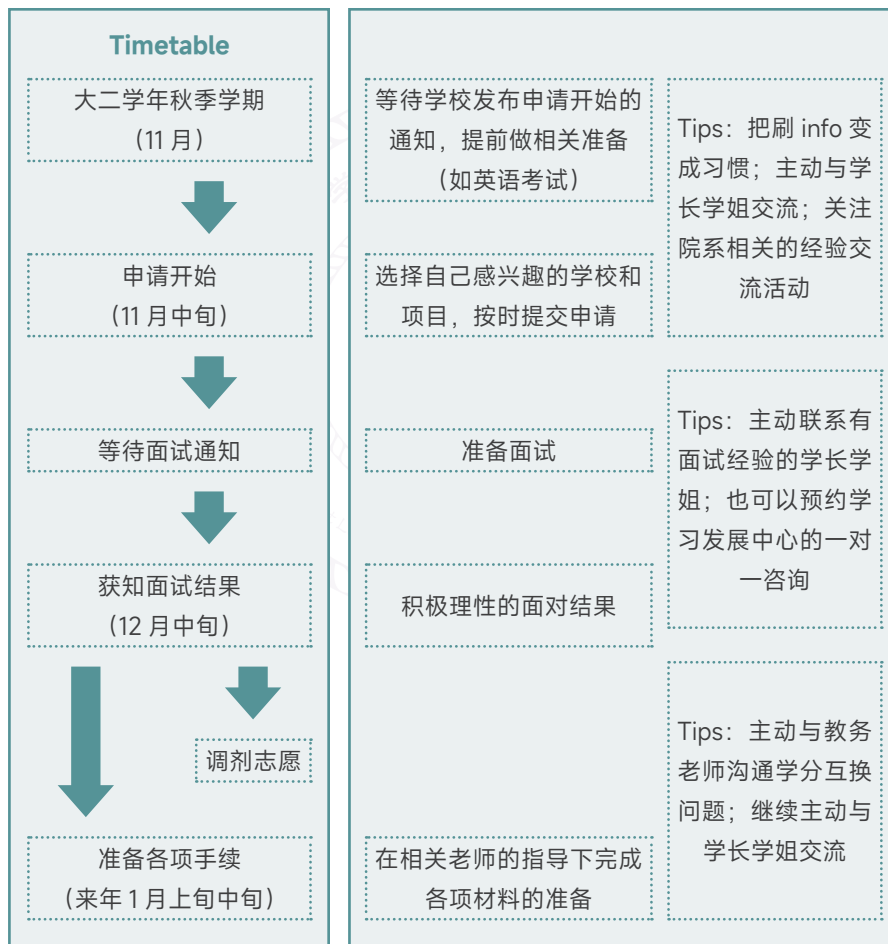 Timetable
大二学年秋季学期
（11 月）
等待学校发布申请开始的
通知，提前做相关准备
（如英语考试）
Tips：把刷 info 变
成习惯；主动与学
长学姐交流；关注
院系相关的经验交
流活动
申请开始
（11 月中旬）
选择自己感兴趣的学校和
项目，按时提交申请
等待面试通知
准备面试
Tips：主动联系有
面试经验的学长学
姐；也可以预约学
习发展中心的一对
一咨询
获知面试结果
（12 月中旬）
积极理性的面对结果
调剂志愿
Tips：主动与教务
老师沟通学分互换
问题；继续主动与
学长学姐交流
准备各项手续
（来年 1 月上旬中旬）
在相关老师的指导下完成
各项材料的准备